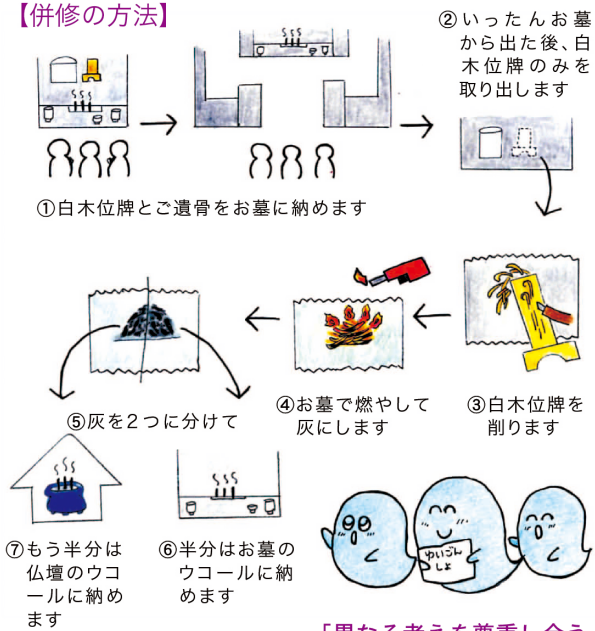 【併修の方法】
①白木位牌とご遺骨をお墓に納めます
②いったんお墓
から出た後、白
木位牌のみを
取り出します
③白木位牌を
削ります
④お墓で燃やして
灰にします
⑤灰を2つに分けて
⑥半分はお墓の
ウコールに納
めます
⑦もう半分は
仏壇のウコ
ールに納め
ます
ゆいごん
しょ